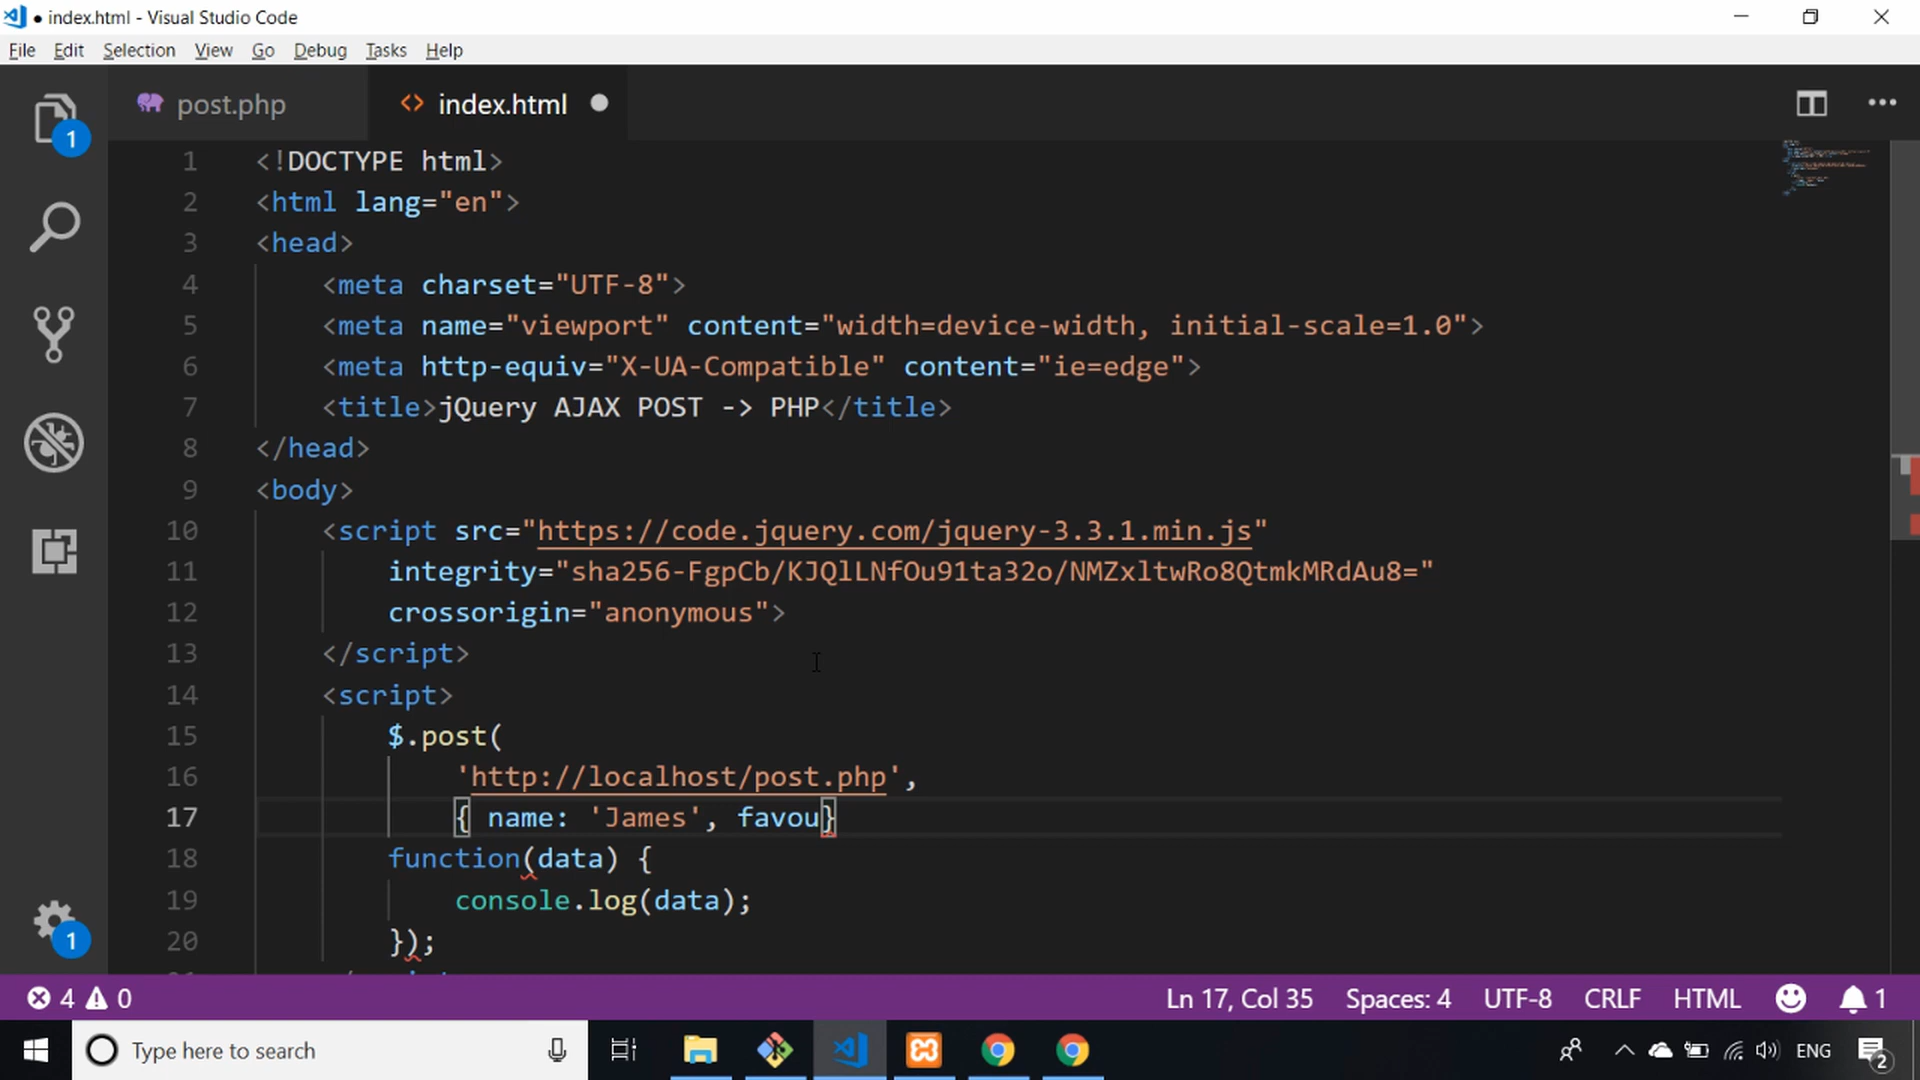 index.html - Visual Studio Code
File Edit Selection View Go Debug Tasks Help
post.php index.html
1
1 <!DOCTYPE html>
2 <html lang="en">
3 <head>
4 <meta charset="UTF-8">
5 <meta name="viewport" content="width=device-width, initial-scale=1.0">
6 <meta http-equiv="X-UA-Compatible" content="ie=edge">
7 <title>jQuery AJAX POST -> PHP</title>
8 </head>
9 <body>
10 <script src="https://code.jquery.com/jquery-3.3.1.min.js"
11 integrity="sha256-FgpCb/KJQlLNfOu91ta32o/NMZxltwRo8QtmkMRdAu8="
12 crossorigin="anonymous">
13 </script>
14 <script>
15 $.post(
16 'http://localhost/post.php',
17 { name: 'James', favou}
18 function(data) {
19 console.log(data);
20 });
1
4 0 Ln 17, Col 35 Spaces: 4 UTF-8 CRLF HTML 1
Type here to search ENG 2